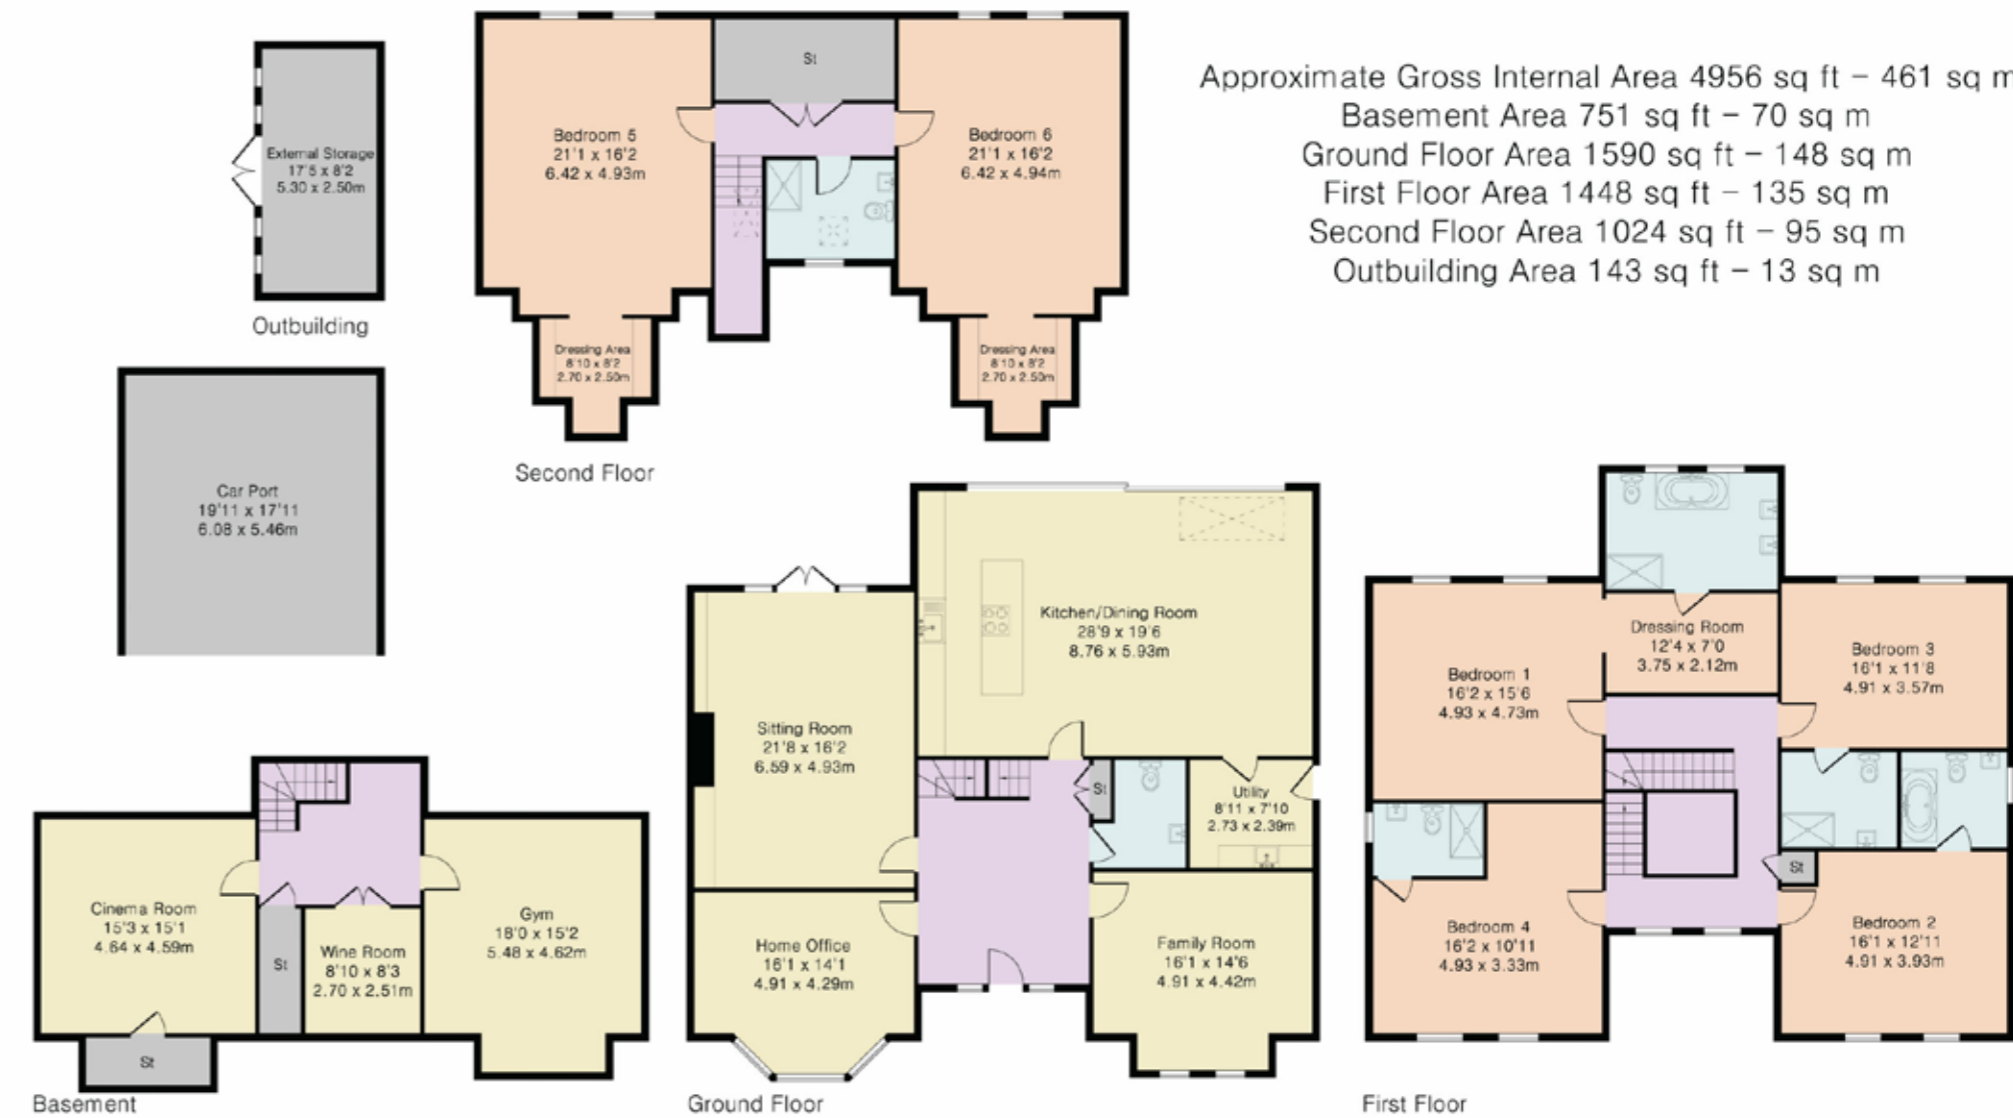 Approximate Gross Internal Area 4956 sq ft – 461 sq m
Basement Area 751 sq ft – 70 sq m
Ground Floor Area 1590 sq ft – 148 sq m
First Floor Area 1448 sq ft – 135 sq m
Second Floor Area 1024 sq ft – 95 sq m
Outbuilding Area 143 sq ft – 13 sq m
External Storage
17'5 x 8'2
5.30 x 2.50m
Outbuilding
Car Port
19'11 x 17'11
6.08 x 5.46m
St
Bedroom 5
21'1 x 16'2
6.42 x 4.93m
Bedroom 6
21'1 x 16'2
6.42 x 4.94m
Dressing Area
8'10 x 8'2
2.70 x 2.50m
Dressing Area
8'10 x 8'2
2.70 x 2.50m
Second Floor
Cinema Room
15'3 x 15'1
4.64 x 4.59m
St
Wine Room
8'10 x 8'3
2.70 x 2.51m
Gym
18'0 x 15'2
5.48 x 4.62m
St
Basement
Kitchen/Dining Room
28'9 x 19'6
8.76 x 5.93m
Sitting Room
21'8 x 16'2
6.59 x 4.93m
St
Utility
8'11 x 7'10
2.73 x 2.39m
Home Office
16'1 x 14'1
4.91 x 4.29m
Family Room
16'1 x 14'6
4.91 x 4.42m
Ground Floor
Dressing Room
12'4 x 7'0
3.75 x 2.12m
Bedroom 1
16'2 x 15'6
4.93 x 4.73m
Bedroom 3
16'1 x 11'8
4.91 x 3.57m
St
Bedroom 4
16'2 x 10'11
4.93 x 3.33m
Bedroom 2
16'1 x 12'11
4.91 x 3.93m
First Floor